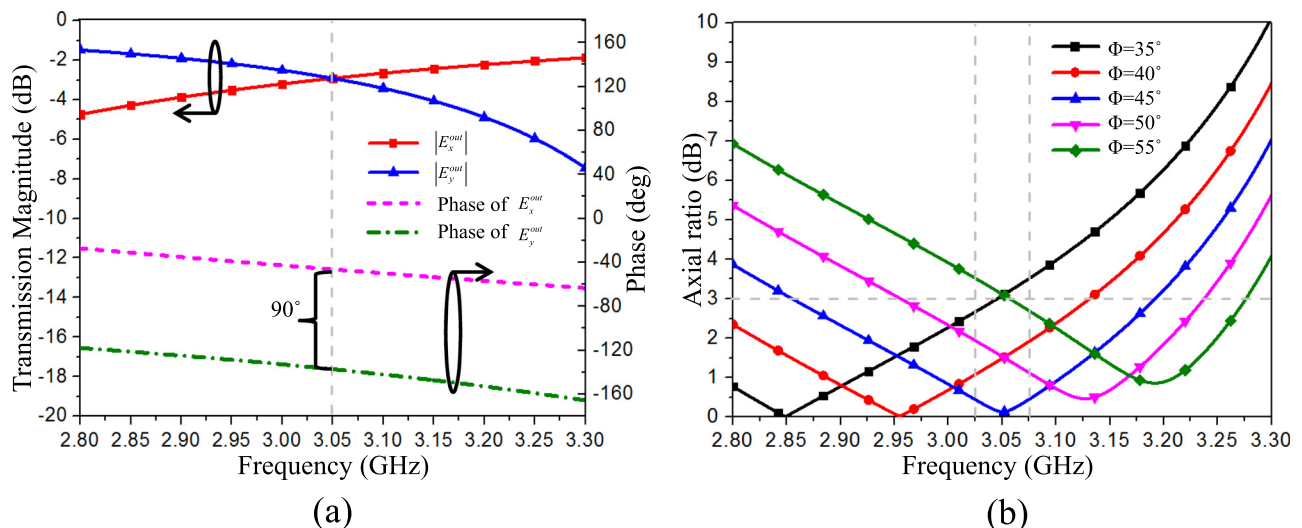 0
-2
-4
-6
-8
-10
-12
-14
-16
-18
-20
Transmission Magnitude (dB)
160
120
80
40
0
-40
-80
-120
-160
Phase (deg)
|E_x^out|
|E_y^out|
Phase of E_x^out
Phase of E_y^out
90°
2.80 2.85 2.90 2.95 3.00 3.05 3.10 3.15 3.20 3.25 3.30
Frequency (GHz)
(a)
10
9
8
7
6
5
4
3
2
1
0
Axial ratio (dB)
Φ=35°
Φ=40°
Φ=45°
Φ=50°
Φ=55°
2.80 2.85 2.90 2.95 3.00 3.05 3.10 3.15 3.20 3.25 3.30
Frequency (GHz)
(b)